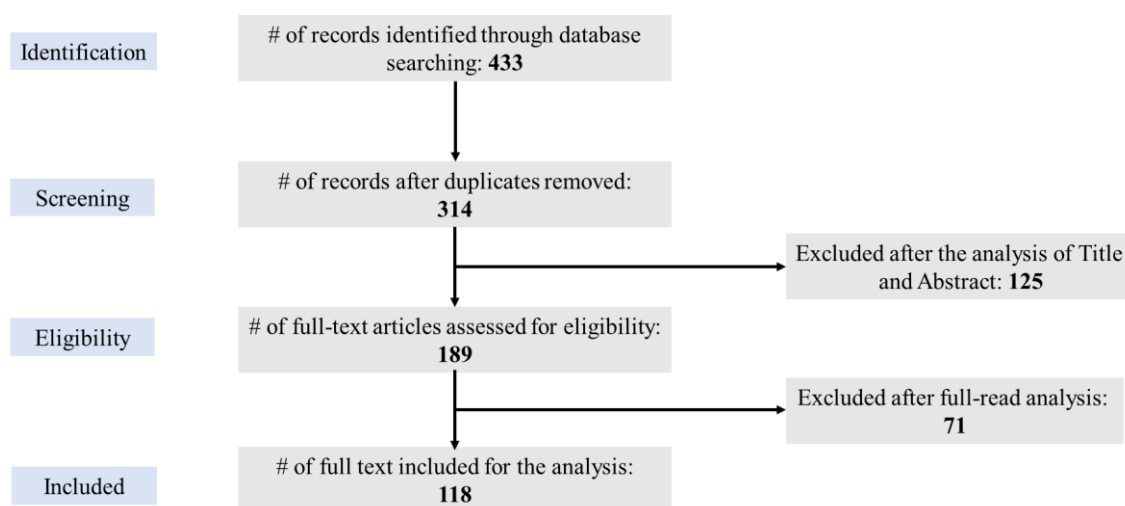 Identification
# of records identified through database
searching: 433
Screening
# of records after duplicates removed:
314
Excluded after the analysis of Title
and Abstract: 125
Eligibility
# of full-text articles assessed for eligibility:
189
Excluded after full-read analysis:
71
Included
# of full text included for the analysis:
118